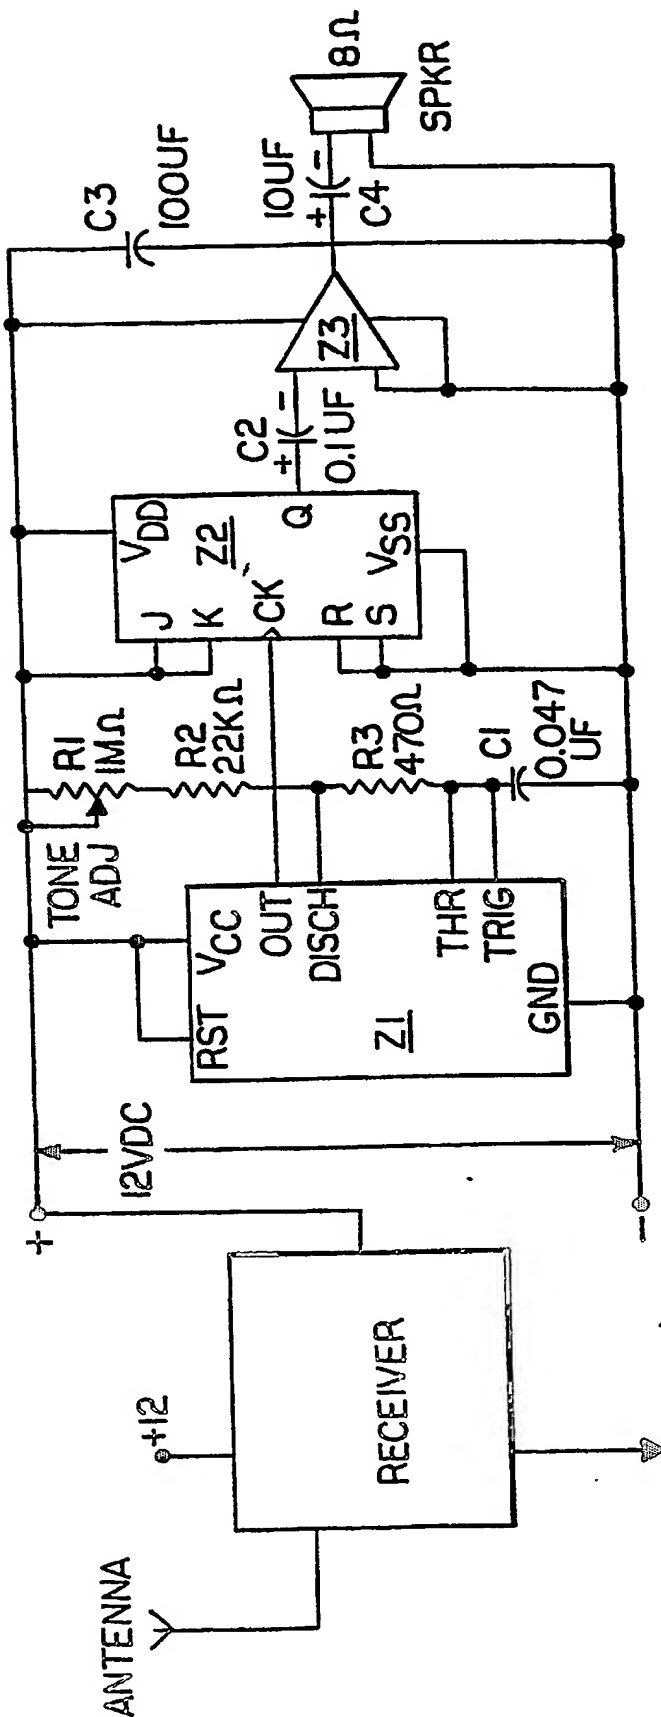 ANTENNA
+12
RECEIVER
+
12VDC
-
RST
VCC
OUT
DISCH
THR
TRIG
GND
Z1
TONE
ADJ
R1
1MΩ
R2
22KΩ
R3
470Ω
C1
0.047
UF
J
K
CK
R
S
VDD
Z2
Q
VSS
C2
+
-
0.1UF
Z3
C3
100UF
10UF
+
-
C4
8Ω
SPKR